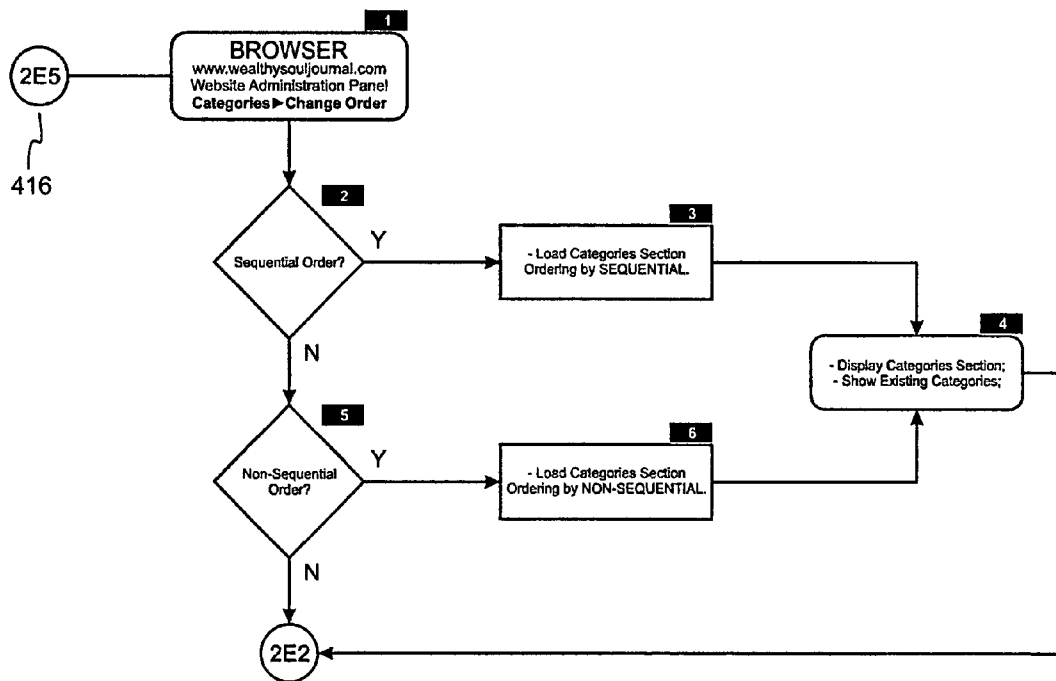 1
2E5
BROWSER
www.wealthysouljournal.com
Website Administration Panel
Categories ▶ Change Order
416
2
Sequential Order?
Y
N
3
- Load Categories Section
Ordering by SEQUENTIAL.
4
- Display Categories Section;
- Show Existing Categories;
5
Non-Sequential
Order?
Y
N
6
- Load Categories Section
Ordering by NON-SEQUENTIAL.
2E2